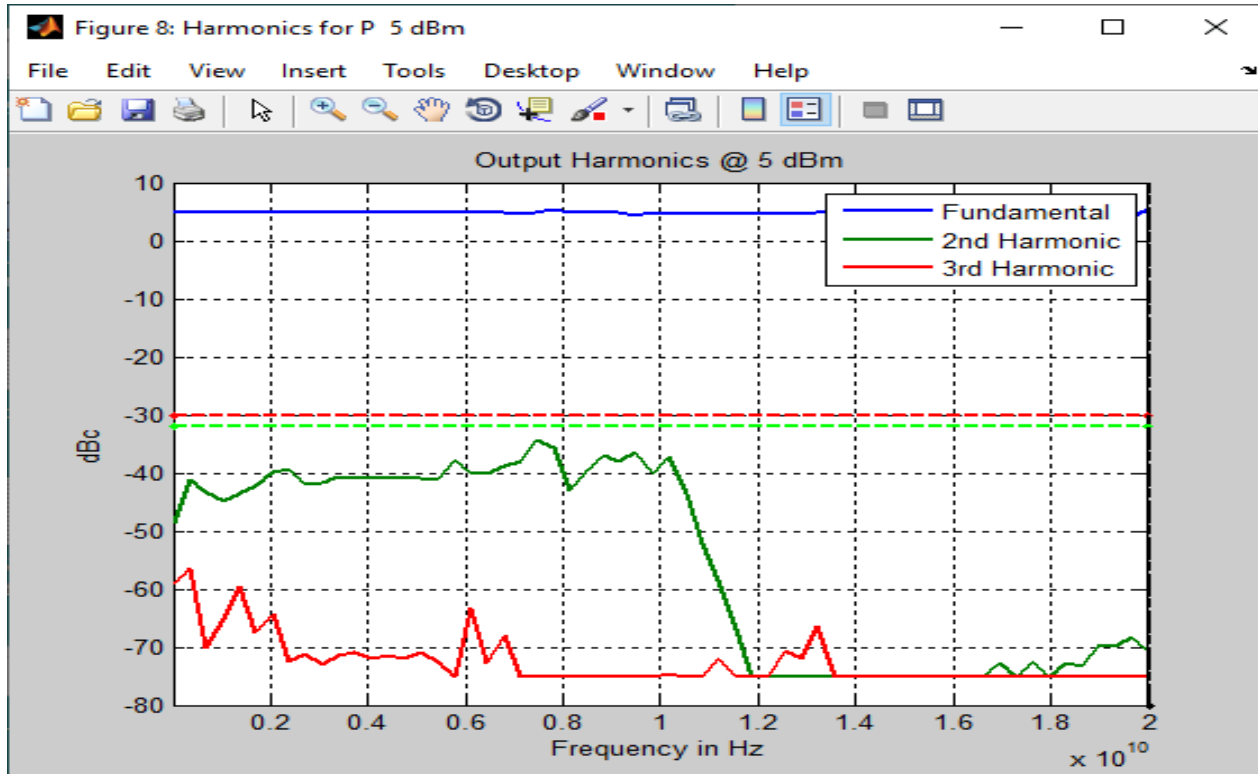 Figure 8: Harmonics for P 5 dBm
File Edit View Insert Tools Desktop Window Help
Output Harmonics @ 5 dBm
10
0
-10
-20
-30
-40
-50
-60
-70
-80
dBc
Fundamental
2nd Harmonic
3rd Harmonic
0.2 0.4 0.6 0.8 1 1.2 1.4 1.6 1.8 2
Frequency in Hz
x 10^10